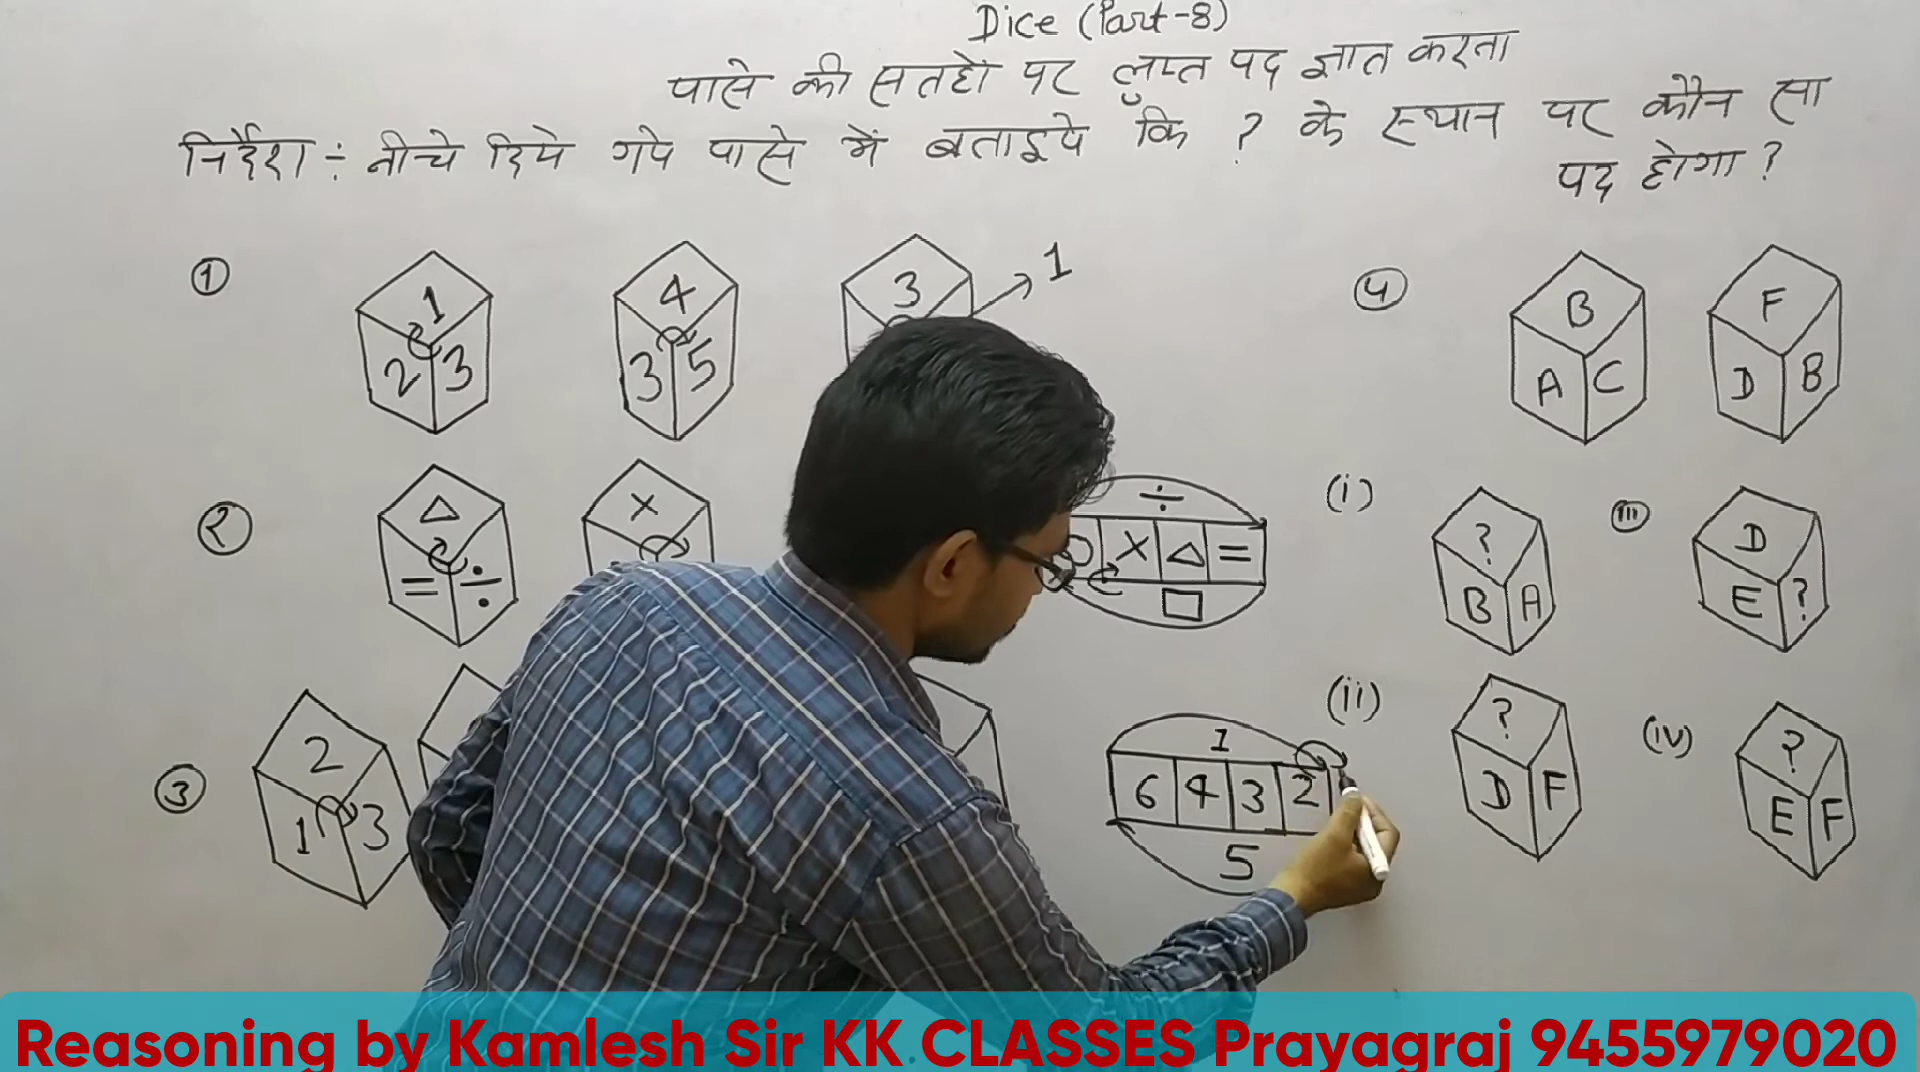 Dice (Part-8)
पासे की सतहों पर लुप्त पद ज्ञात करना
निर्देश ÷ नीचे दिये गये पासे में बताइये कि ? के स्थान पर कौन सा
पद होगा ?
① 1 2 3
4 3 5
3 → 1
② △ = ÷
×
÷
× △ =
□
③ 2 1 3
1
6 4 3 2
5
④ B A C
F D B
(i) ? B A
(iii) D E ?
(ii) ? D F
(iv) ? E F
Reasoning by Kamlesh Sir KK CLASSES Prayagraj 9455979020